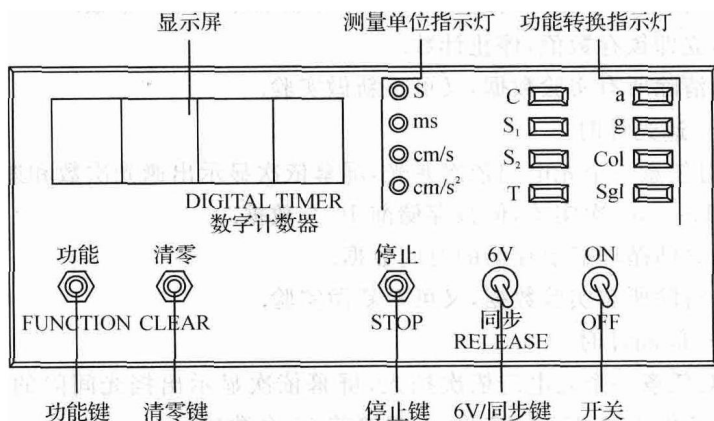 显示屏 测量单位指示灯 功能转换指示灯
S C a
ms S₁ g
cm/s S₂ Col
cm/s² T Sgl
DIGITAL TIMER
数字计数器
功能 清零 停止 6V ON
FUNCTION CLEAR STOP 同步 OFF
RELEASE
功能键 清零键 停止键 6V/同步键 开关